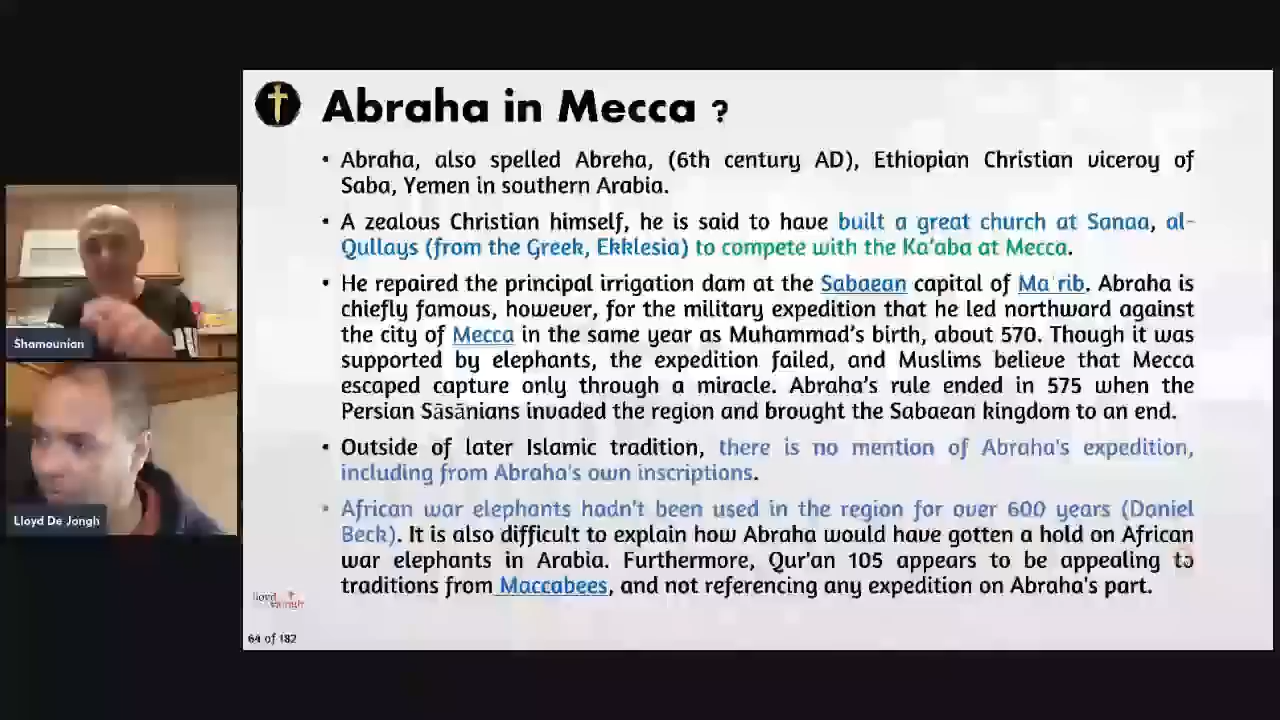 Abraha in Mecca ?
• Abraha, also spelled Abreha, (6th century AD), Ethiopian Christian viceroy of
Saba, Yemen in southern Arabia.
• A zealous Christian himself, he is said to have built a great church at Sanaa, al-
Qullays (from the Greek, Ekklesia) to compete with the Ka'aba at Mecca.
• He repaired the principal irrigation dam at the Sabaean capital of Maʾrib. Abraha is
chiefly famous, however, for the military expedition that he led northward against
the city of Mecca in the same year as Muhammad's birth, about 570. Though it was
supported by elephants, the expedition failed, and Muslims believe that Mecca
escaped capture only through a miracle. Abraha's rule ended in 575 when the
Persian Sāsānians invaded the region and brought the Sabaean kingdom to an end.
• Outside of later Islamic tradition, there is no mention of Abraha's expedition,
including from Abraha's own inscriptions.
• African war elephants hadn't been used in the region for over 600 years (Daniel
Beck). It is also difficult to explain how Abraha would have gotten a hold on African
war elephants in Arabia. Furthermore, Qur'an 105 appears to be appealing to
traditions from Maccabees, and not referencing any expedition on Abraha's part.
64 of 182
Shamounian
Lloyd De Jongh